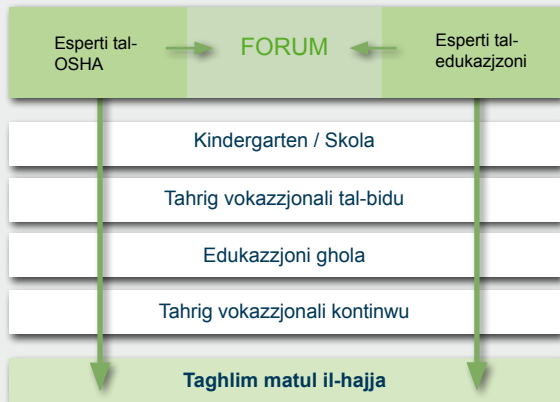 Esperti tal-
OSHA
FORUM
Esperti tal-
edukazjzoni
Kindergarten / Skola
Tahrig vokazzjonali tal-bidu
Edukazzjoni ghola
Tahrig vokazzjonali kontinwu
Taghlim matul il-hajja